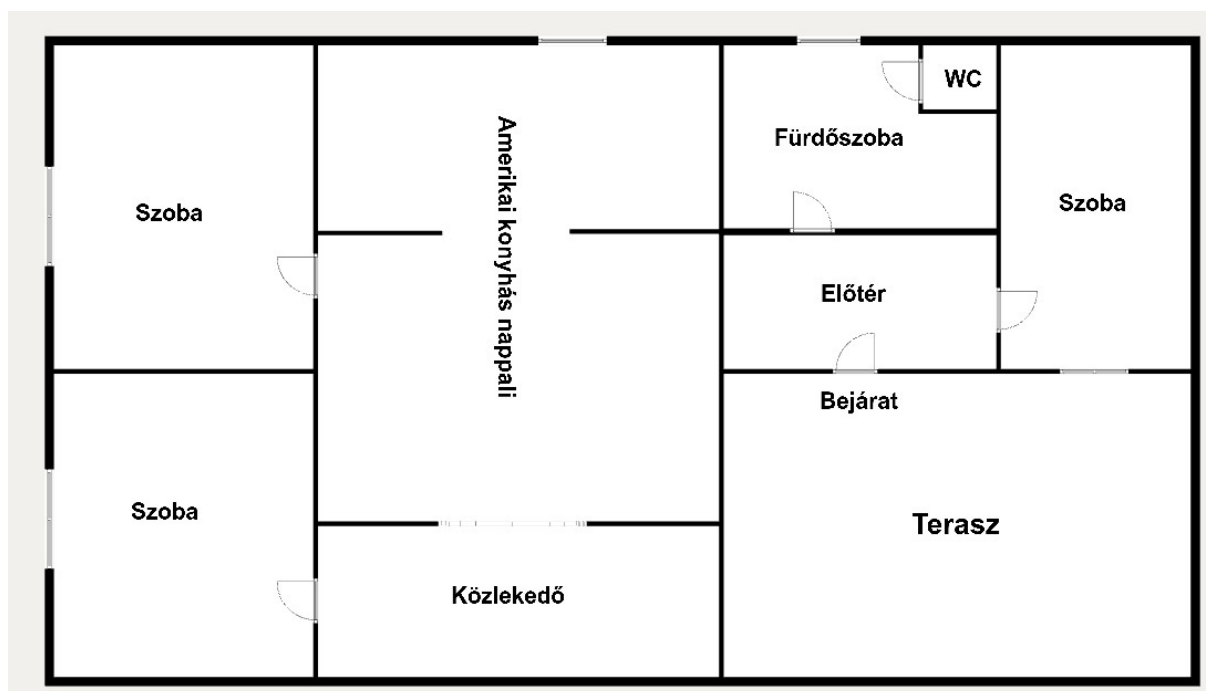 WC
Fürdőszoba
Amerikai konyhás nappali
Szoba
Szoba
Előtér
Bejárat
Szoba
Terasz
Közlekedő